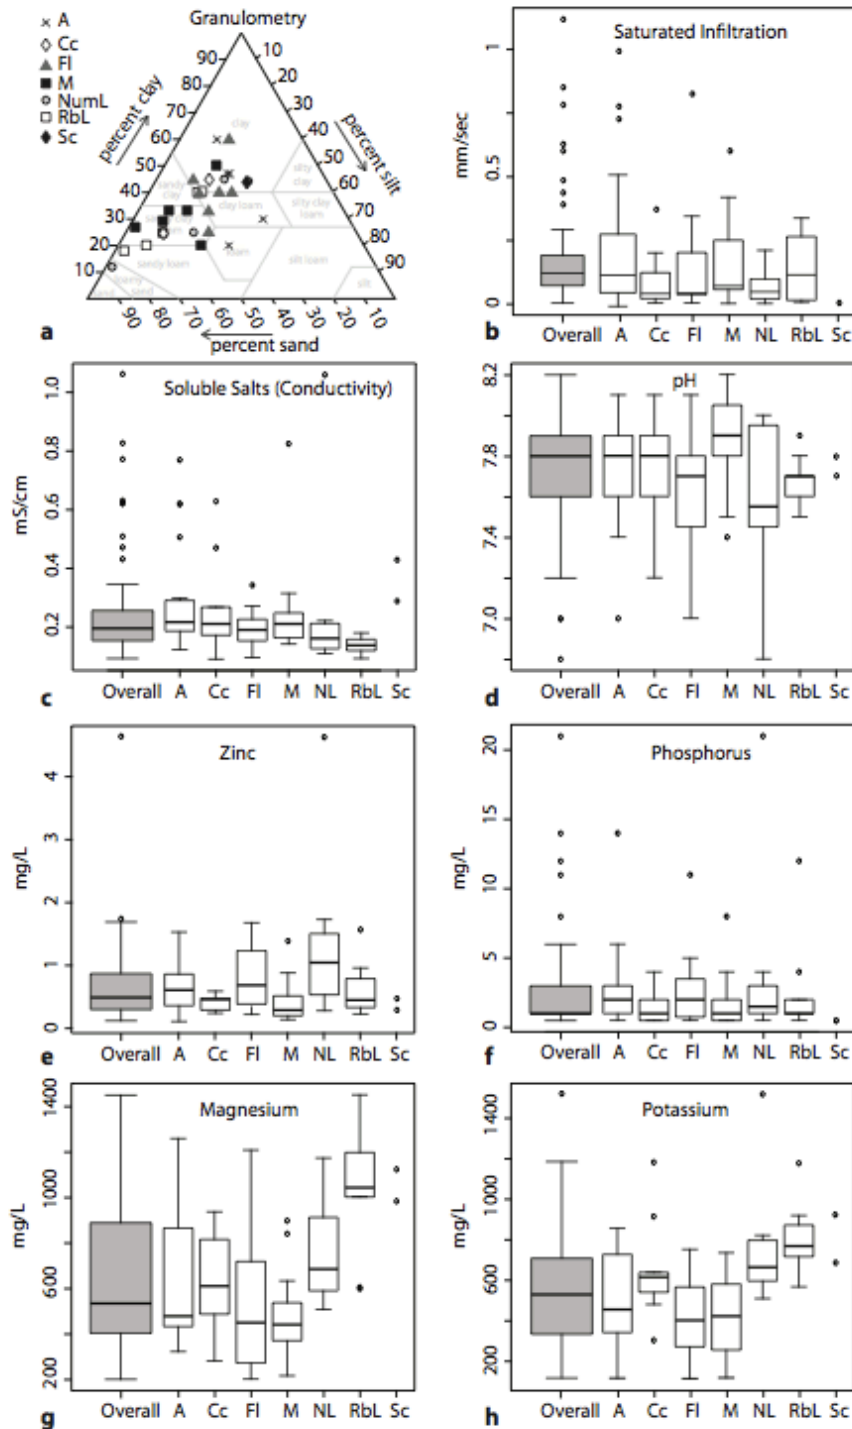 Granulometry
A
Cc
Fl
M
NumL
RbL
Sc
percent clay
percent silt
percent sand
10 20 30 40 50 60 70 80 90
10 20 30 40 50 60 70 80 90
90 80 70 60 50 40 30 20 10
clay
silty clay
sandy clay
silty-clay loam
clay loam
sandy-clay loam
loam
silt loam
sandy loam
loamy sand
silt
a
Saturated Infiltration
mm/sec
1
0.5
0
Overall A Cc Fl M NL RbL Sc
b
Soluble Salts (Conductivity)
mS/cm
1.0
0.8
0.6
0.4
0.2
Overall A Cc Fl M NL RbL Sc
c
pH
8.2
7.8
7.4
7.0
Overall A Cc Fl M NL RbL Sc
d
Zinc
mg/L
4
3
2
1
0
Overall A Cc Fl M NL RbL Sc
e
Phosphorus
mg/L
20
15
10
5
0
Overall A Cc Fl M NL RbL Sc
f
Magnesium
mg/L
1400
1000
600
200
Overall A Cc Fl M NL RbL Sc
g
Potassium
mg/L
1400
1000
600
200
Overall A Cc Fl M NL RbL Sc
h